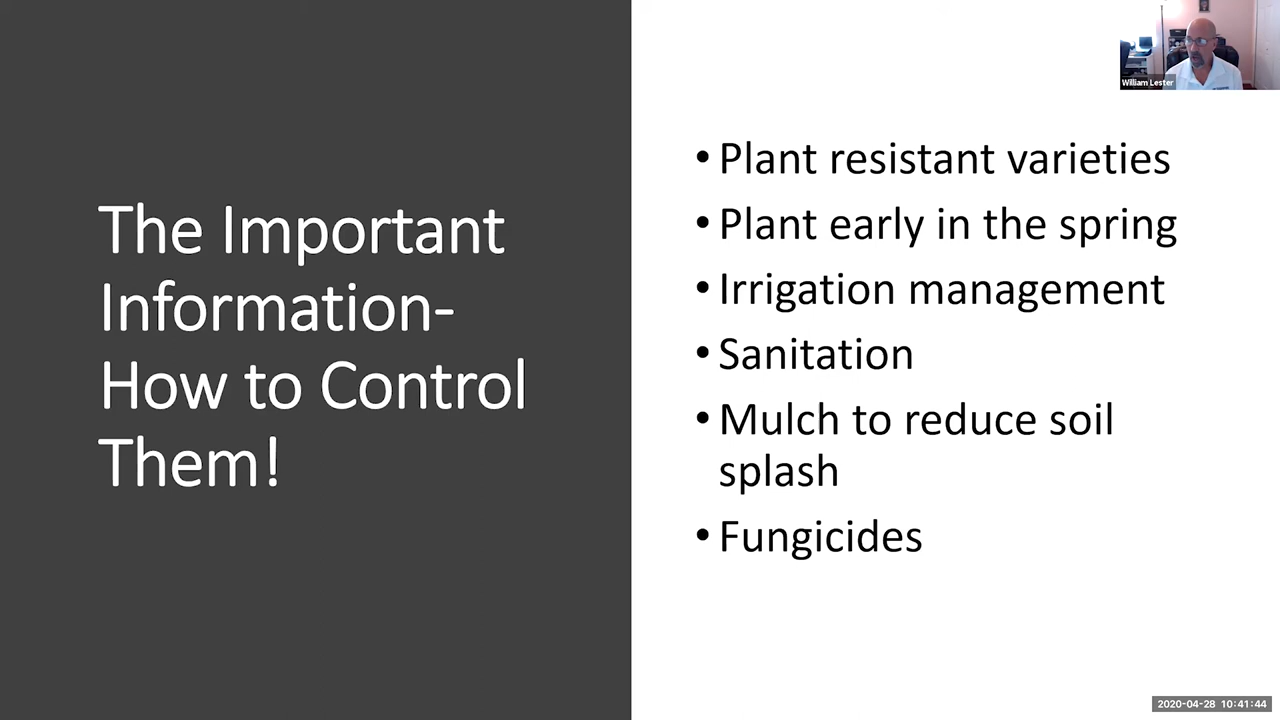 The Important
Information-
How to Control
Them!
William Lester
• Plant resistant varieties
• Plant early in the spring
• Irrigation management
• Sanitation
• Mulch to reduce soil
splash
• Fungicides
2020-04-28 10:41:44